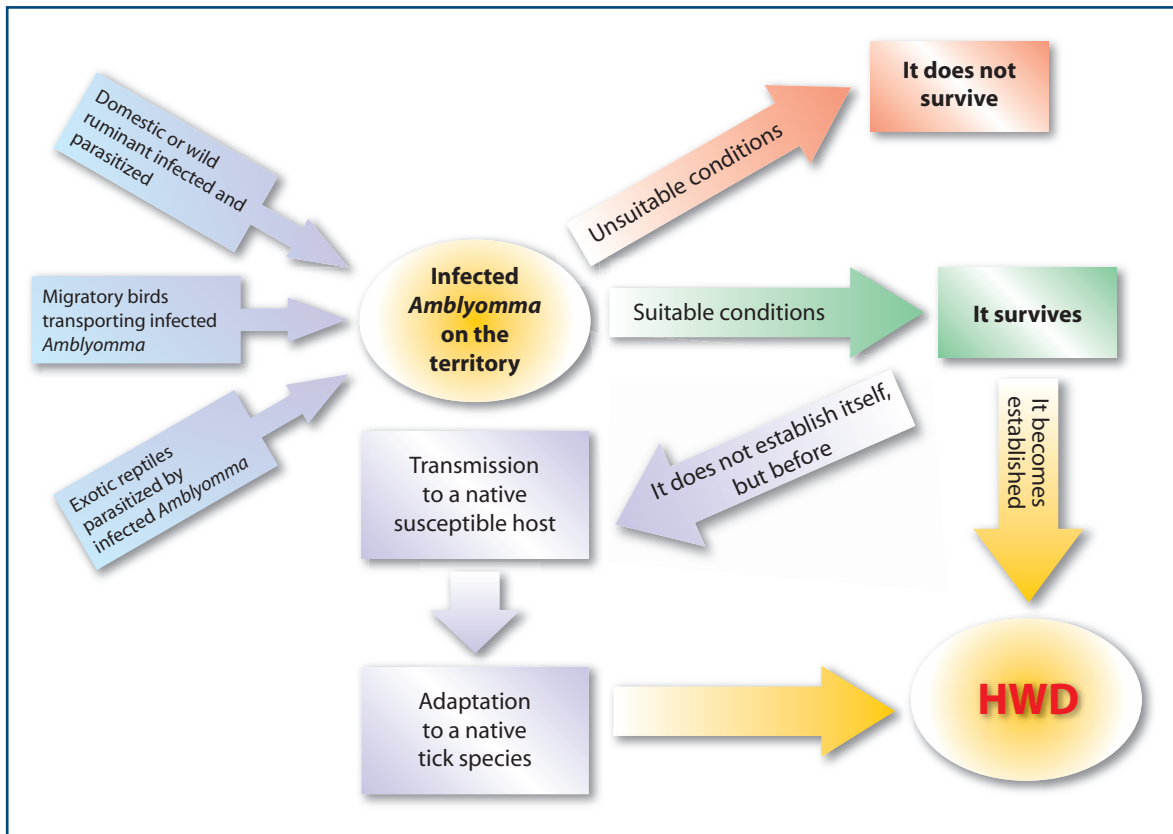 Domestic or wild
ruminant infected and
parasitized
Migratory birds
transporting infected
Amblyomma
Exotic reptiles
parasitized by
infected Amblyomma
Infected
Amblyomma
on the
territory
Unsuitable conditions
It does not
survive
Suitable conditions
It survives
It does not establish itself,
but before
It becomes
established
Transmission
to a native
susceptible host
Adaptation
to a native
tick species
HWD